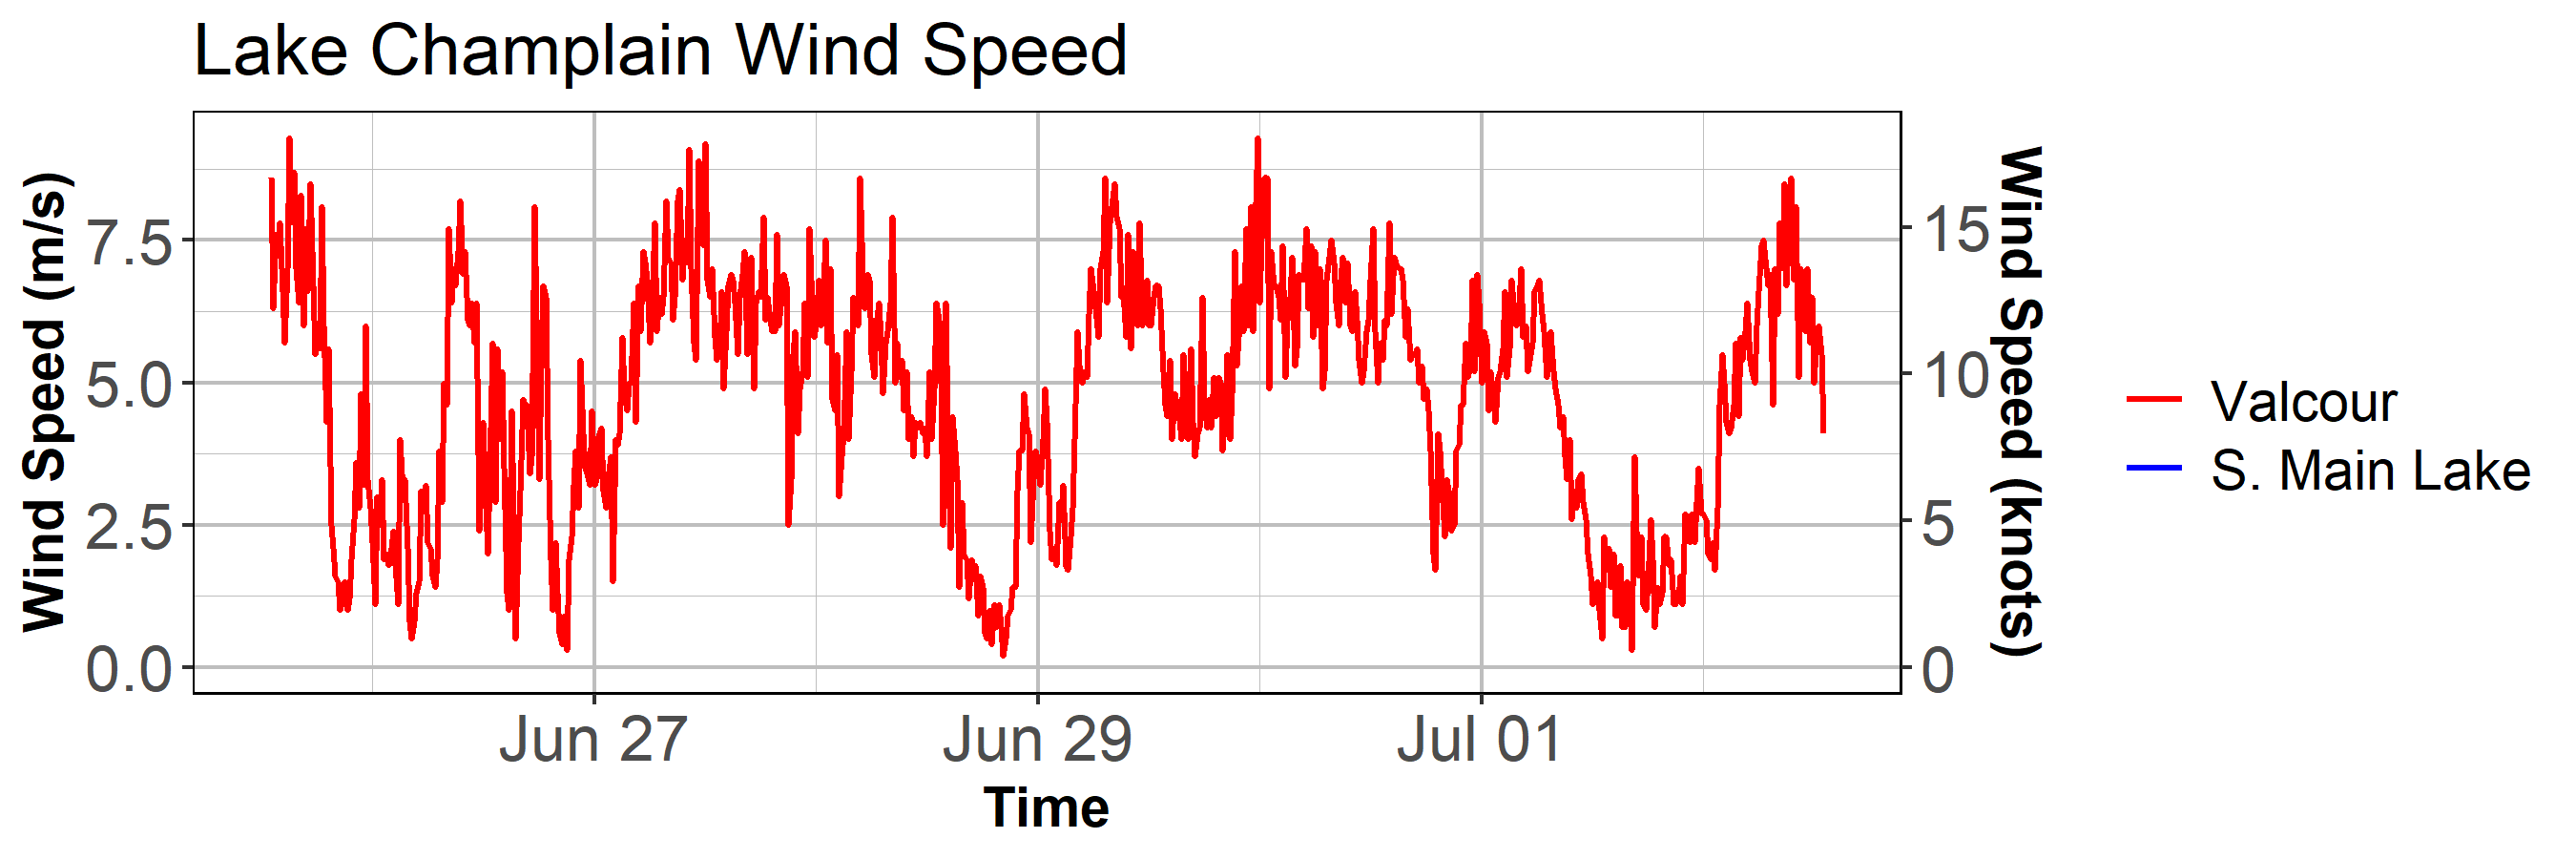 Lake Champlain Wind Speed
Wind Speed (m/s)
7.5
5.0
2.5
0.0
Jun 27
Jun 29
Jul 01
Time
15
10
5
0
Wind Speed (knots)
Valcour
S. Main Lake